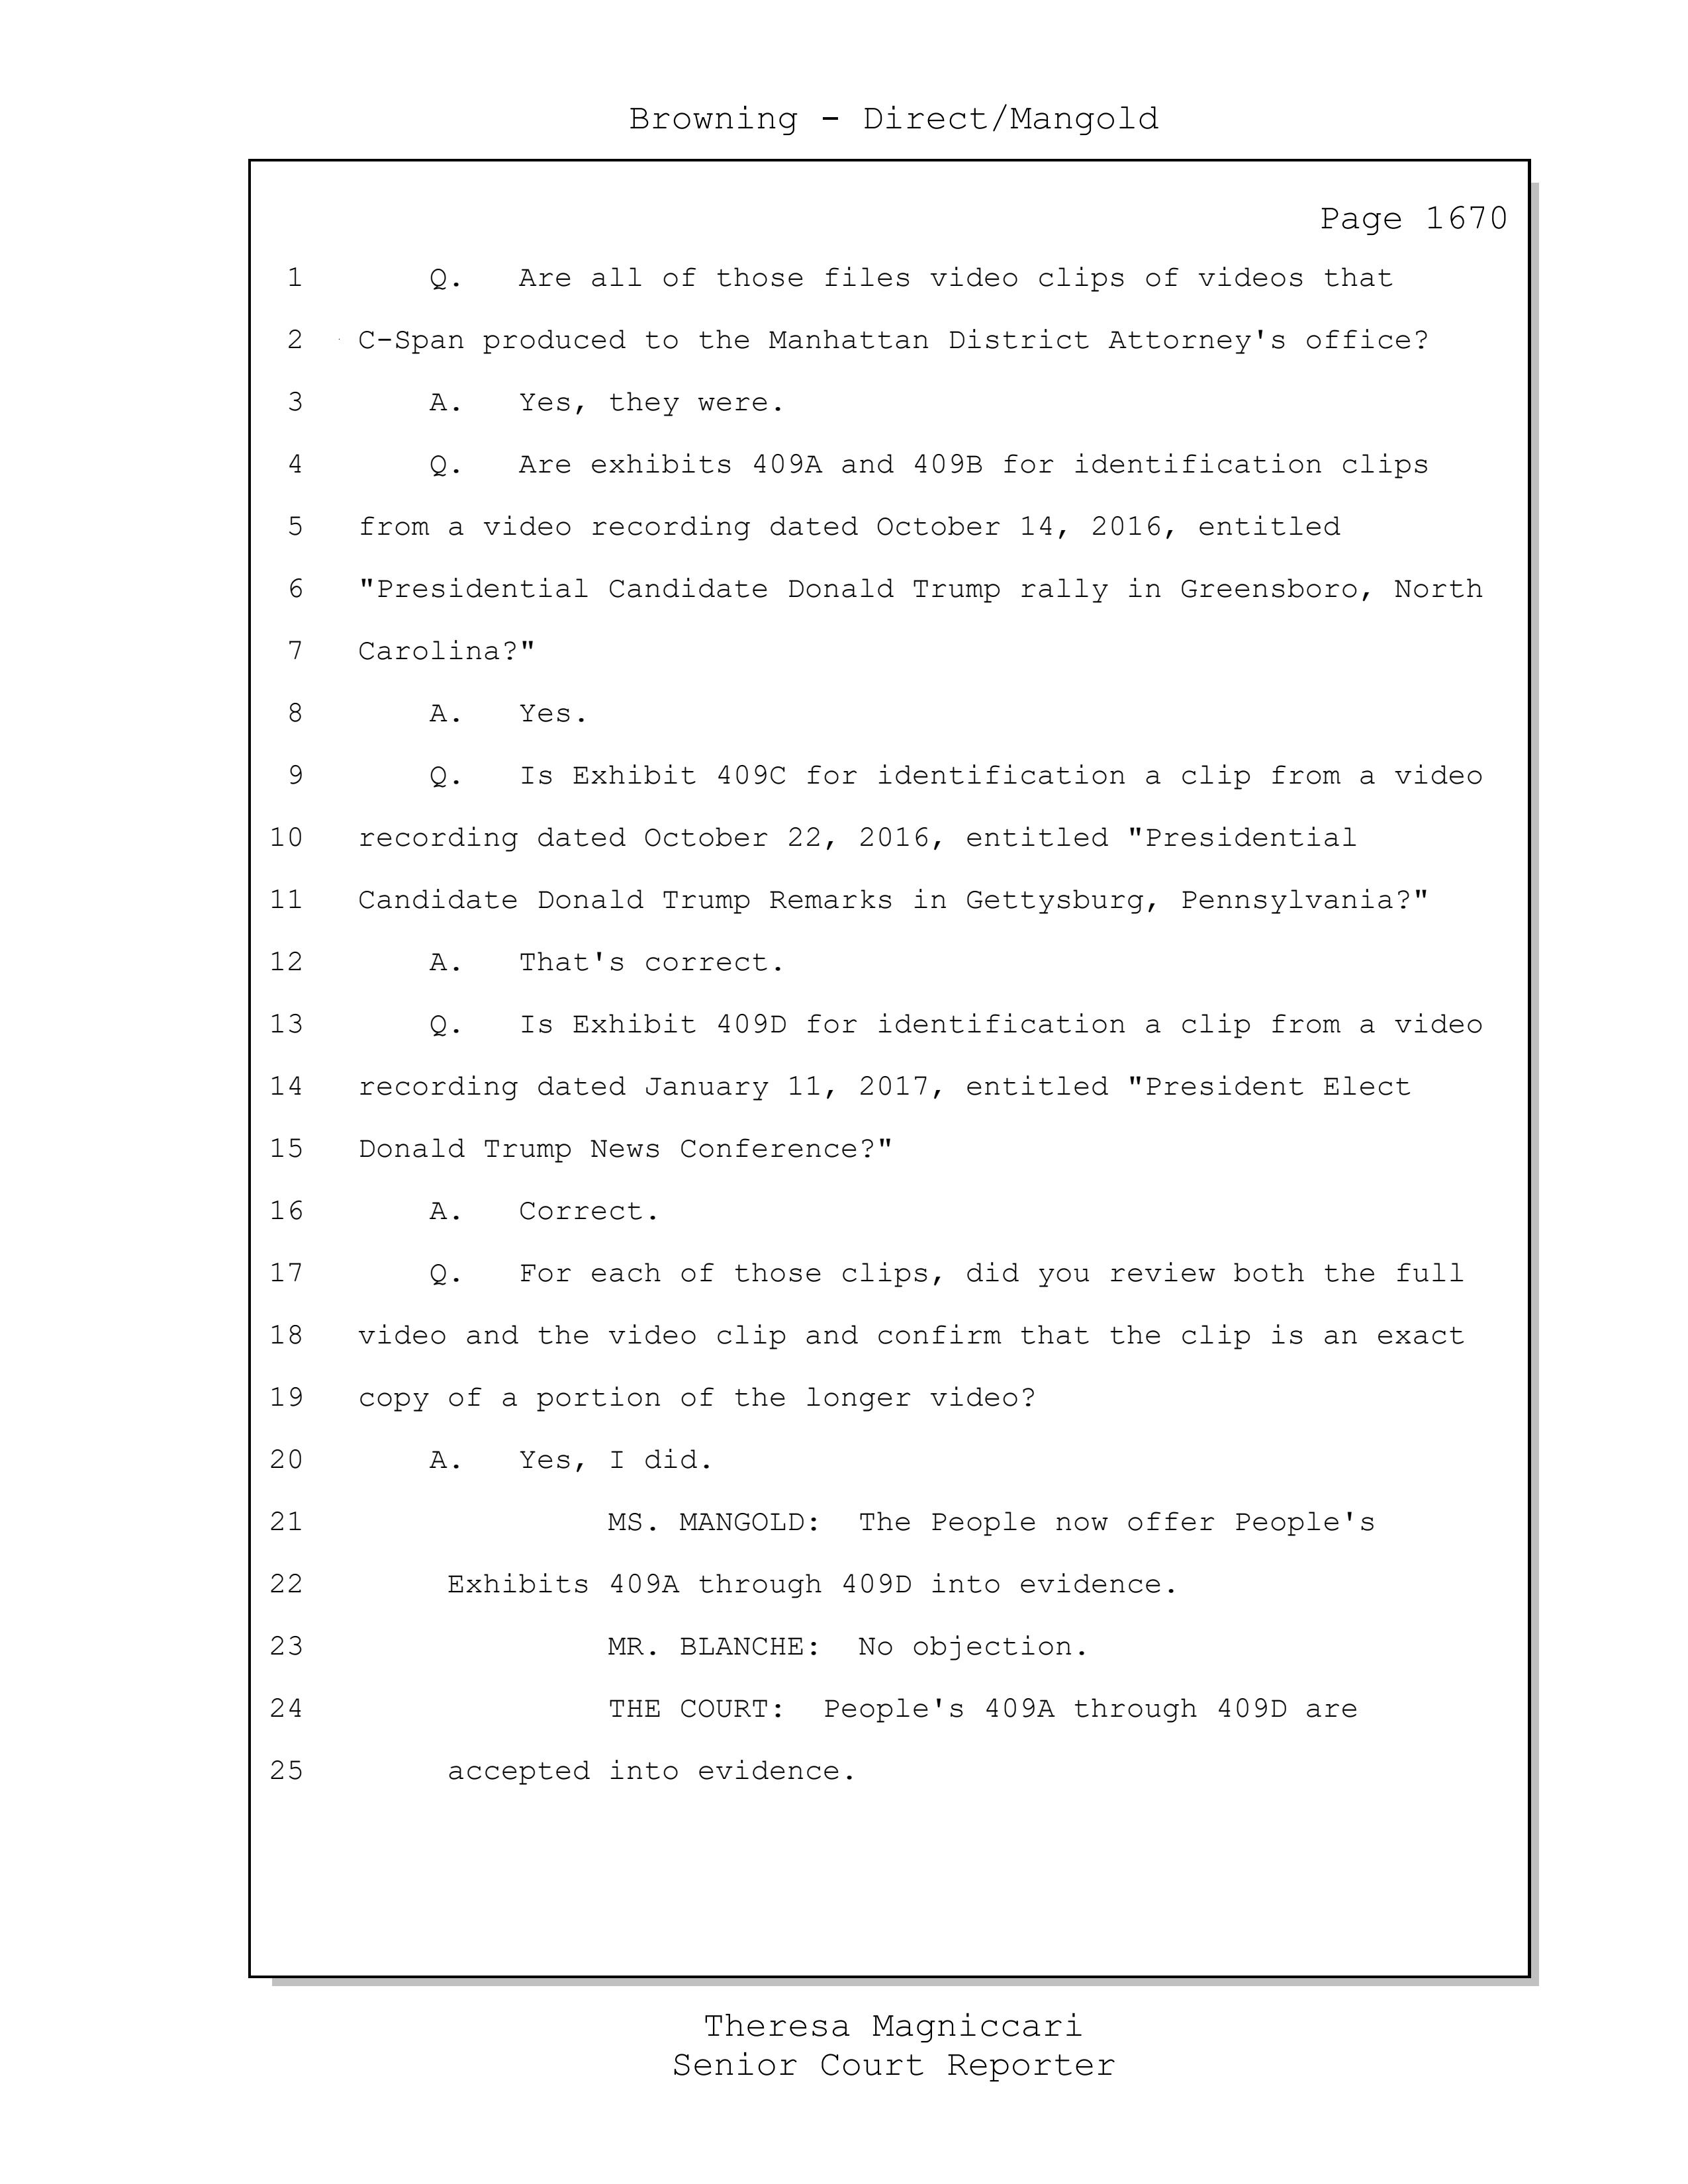 Browning - Direct/Mangold
Page 1670
1 Q. Are all of those files video clips of videos that
2 C-Span produced to the Manhattan District Attorney's office?
3 A. Yes, they were.
4 Q. Are exhibits 409A and 409B for identification clips
5 from a video recording dated October 14, 2016, entitled
6 "Presidential Candidate Donald Trump rally in Greensboro, North
7 Carolina?"
8 A. Yes.
9 Q. Is Exhibit 409C for identification a clip from a video
10 recording dated October 22, 2016, entitled "Presidential
11 Candidate Donald Trump Remarks in Gettysburg, Pennsylvania?"
12 A. That's correct.
13 Q. Is Exhibit 409D for identification a clip from a video
14 recording dated January 11, 2017, entitled "President Elect
15 Donald Trump News Conference?"
16 A. Correct.
17 Q. For each of those clips, did you review both the full
18 video and the video clip and confirm that the clip is an exact
19 copy of a portion of the longer video?
20 A. Yes, I did.
21 MS. MANGOLD: The People now offer People's
22 Exhibits 409A through 409D into evidence.
23 MR. BLANCHE: No objection.
24 THE COURT: People's 409A through 409D are
25 accepted into evidence.
Theresa Magniccari
Senior Court Reporter